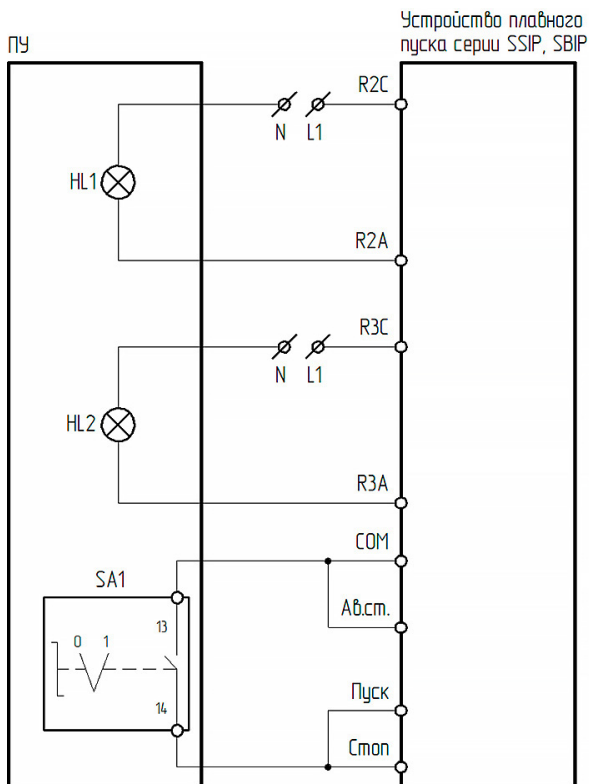 Устройство плавного
ПУ
пуска серии SSIP, SBIP
R2C
N L1
HL1
R2A
R3C
N L1
HL2
R3A
COM
SA1
Ав.ст.
13
0 1
Пуск
14
Стоп